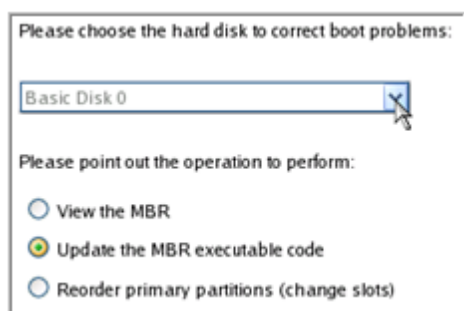 Please choose the hard disk to correct boot problems:
Basic Disk 0
Please point out the operation to perform:
View the MBR
Update the MBR executable code
Reorder primary partitions (change slots)